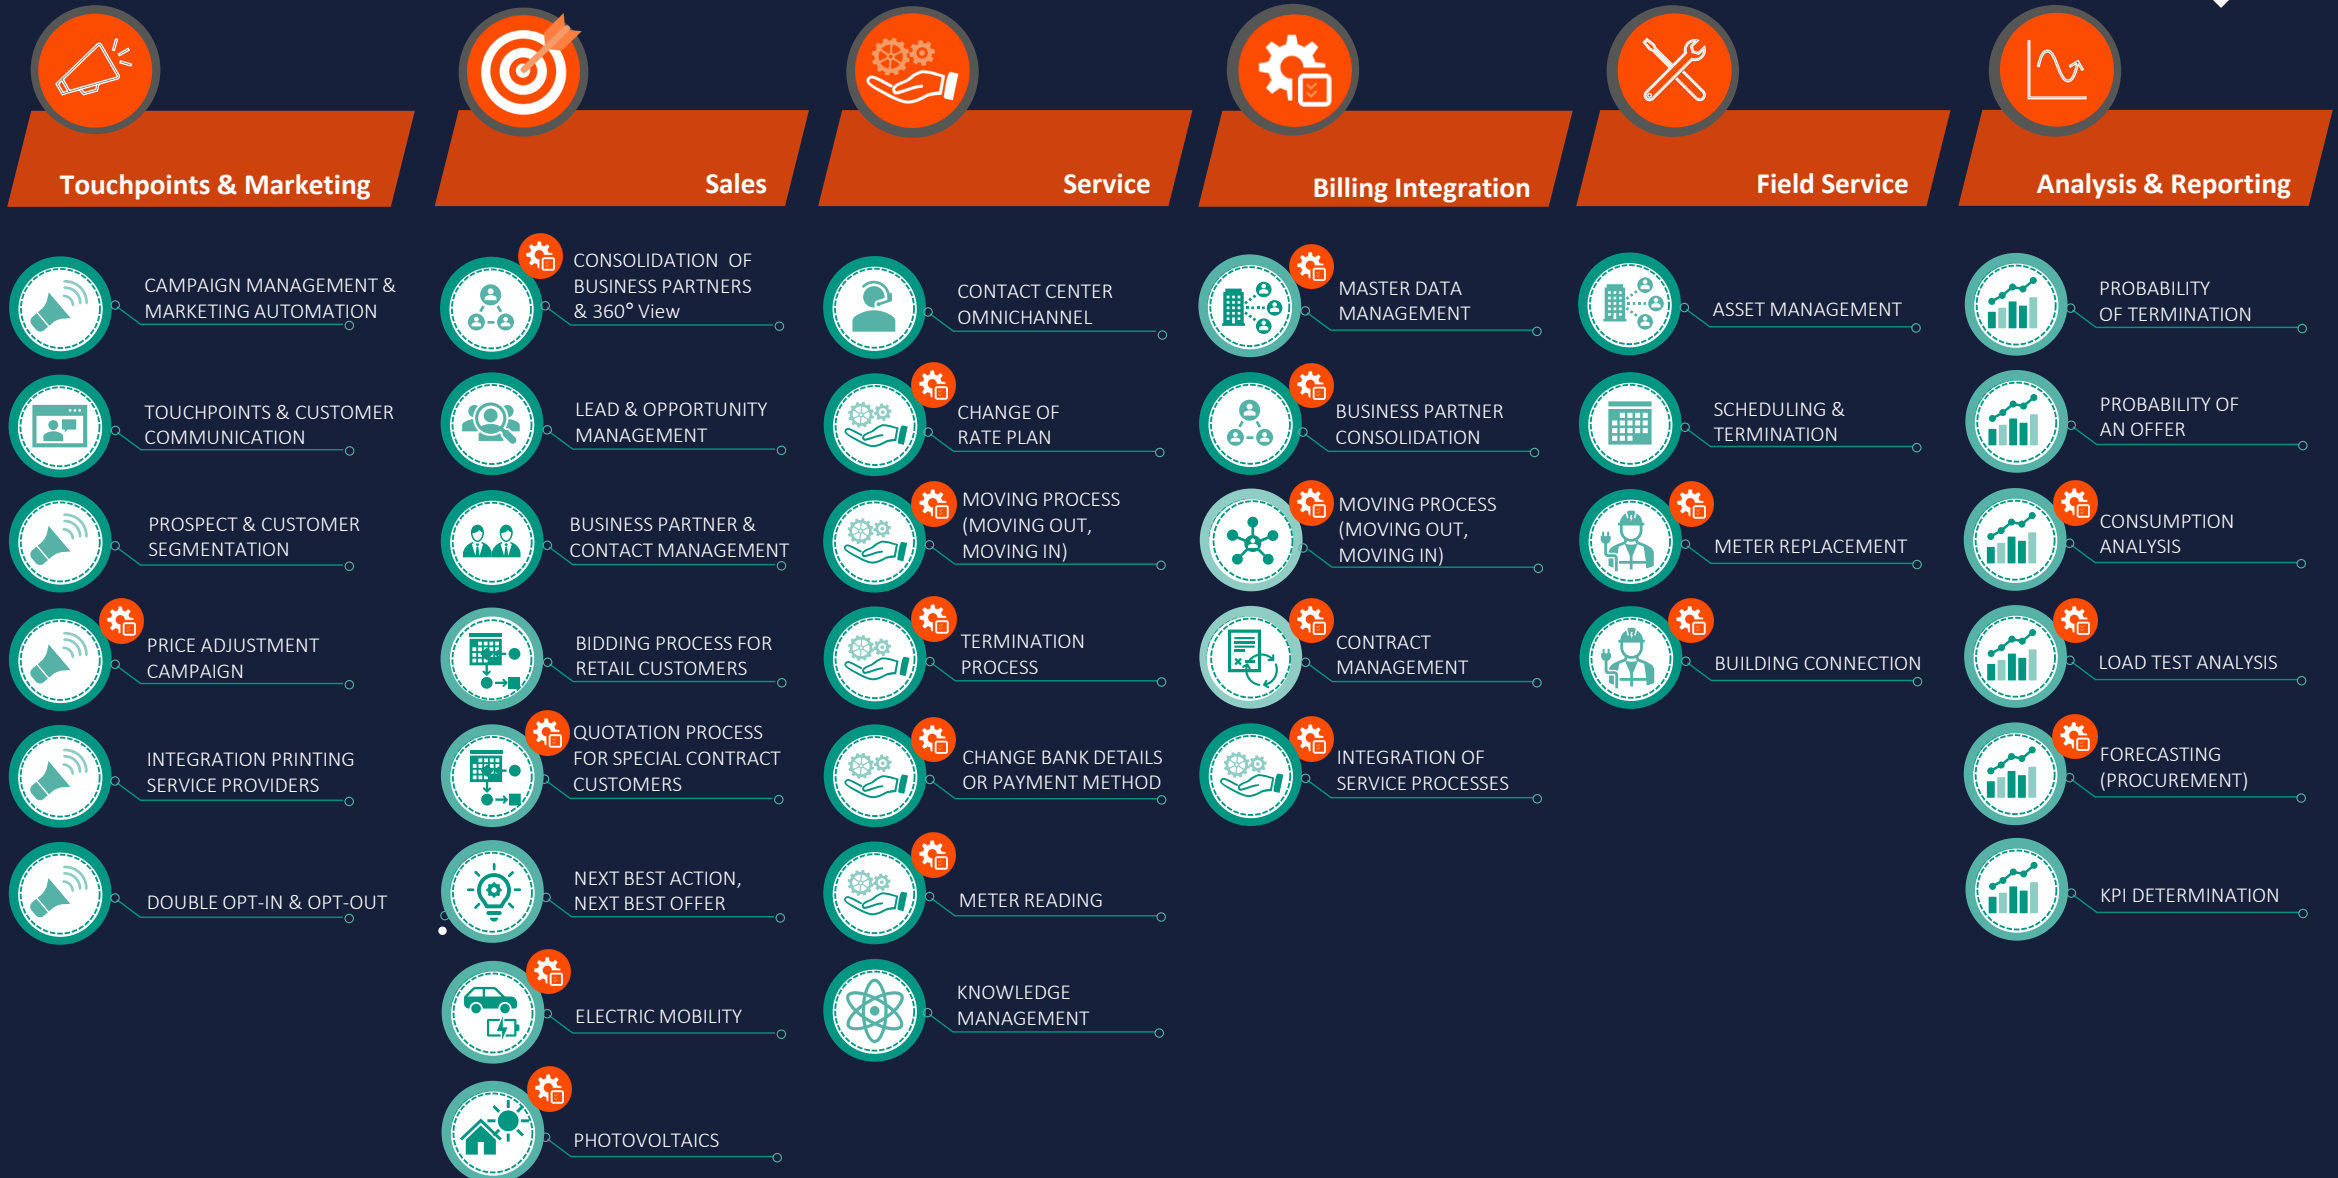 Touchpoints & Marketing
CAMPAIGN MANAGEMENT &
MARKETING AUTOMATION
TOUCHPOINTS & CUSTOMER
COMMUNICATION
PROSPECT & CUSTOMER
SEGMENTATION
PRICE ADJUSTMENT
CAMPAIGN
INTEGRATION PRINTING
SERVICE PROVIDERS
DOUBLE OPT-IN & OPT-OUT
Sales
CONSOLIDATION OF
BUSINESS PARTNERS
& 360° View
LEAD & OPPORTUNITY
MANAGEMENT
BUSINESS PARTNER &
CONTACT MANAGEMENT
BIDDING PROCESS FOR
RETAIL CUSTOMERS
QUOTATION PROCESS
FOR SPECIAL CONTRACT
CUSTOMERS
NEXT BEST ACTION,
NEXT BEST OFFER
ELECTRIC MOBILITY
PHOTOVOLTAICS
Service
CONTACT CENTER
OMNICHANNEL
CHANGE OF
RATE PLAN
MOVING PROCESS
(MOVING OUT,
MOVING IN)
TERMINATION
PROCESS
CHANGE BANK DETAILS
OR PAYMENT METHOD
METER READING
KNOWLEDGE
MANAGEMENT
Billing Integration
MASTER DATA
MANAGEMENT
BUSINESS PARTNER
CONSOLIDATION
MOVING PROCESS
(MOVING OUT,
MOVING IN)
CONTRACT
MANAGEMENT
INTEGRATION OF
SERVICE PROCESSES
Field Service
ASSET MANAGEMENT
SCHEDULING &
TERMINATION
METER REPLACEMENT
BUILDING CONNECTION
Analysis & Reporting
PROBABILITY
OF TERMINATION
PROBABILITY OF
AN OFFER
CONSUMPTION
ANALYSIS
LOAD TEST ANALYSIS
FORECASTING
(PROCUREMENT)
KPI DETERMINATION